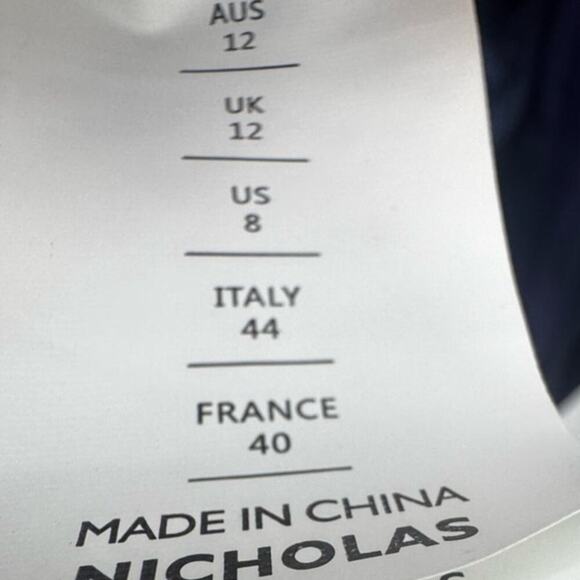 AUS
12
UK
12
US
8
ITALY
44
FRANCE
40
MADE IN CHINA
NICHOLAS